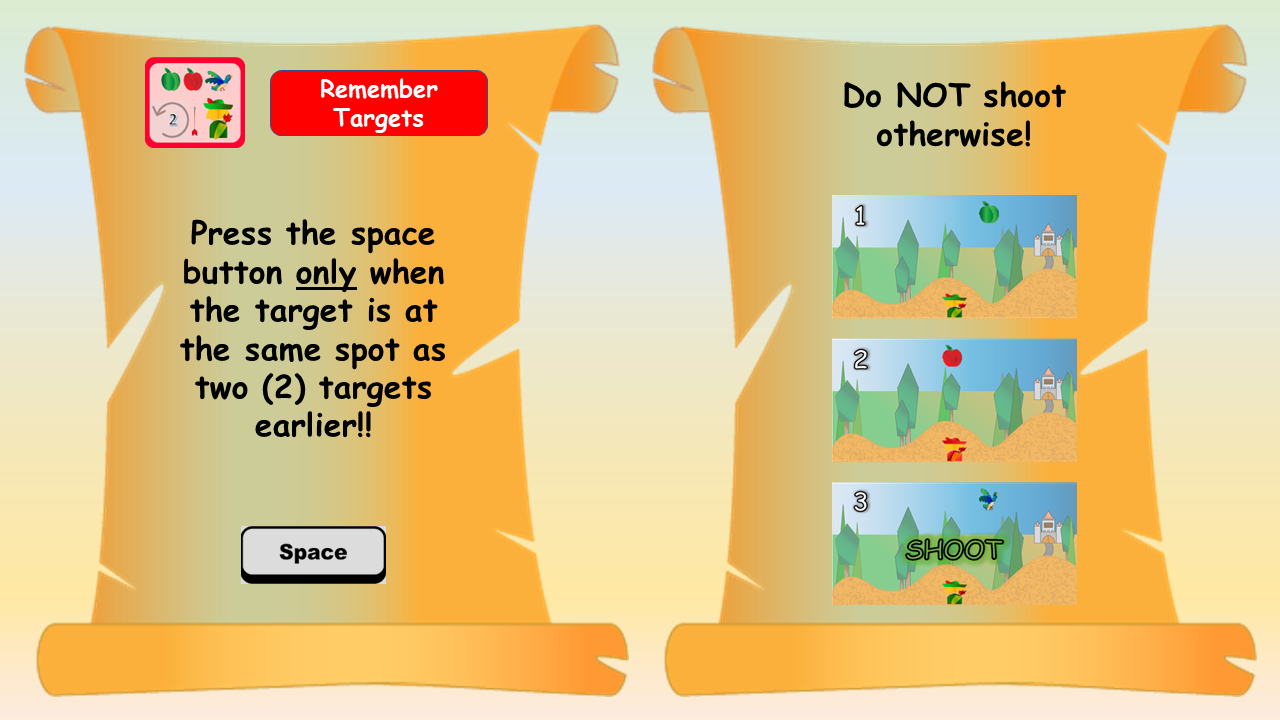 2
Remember
Targets
Press the space
button only when
the target is at
the same spot as
two (2) targets
earlier!!
Space
Do NOT shoot
otherwise!
1
2
3
SHOOT